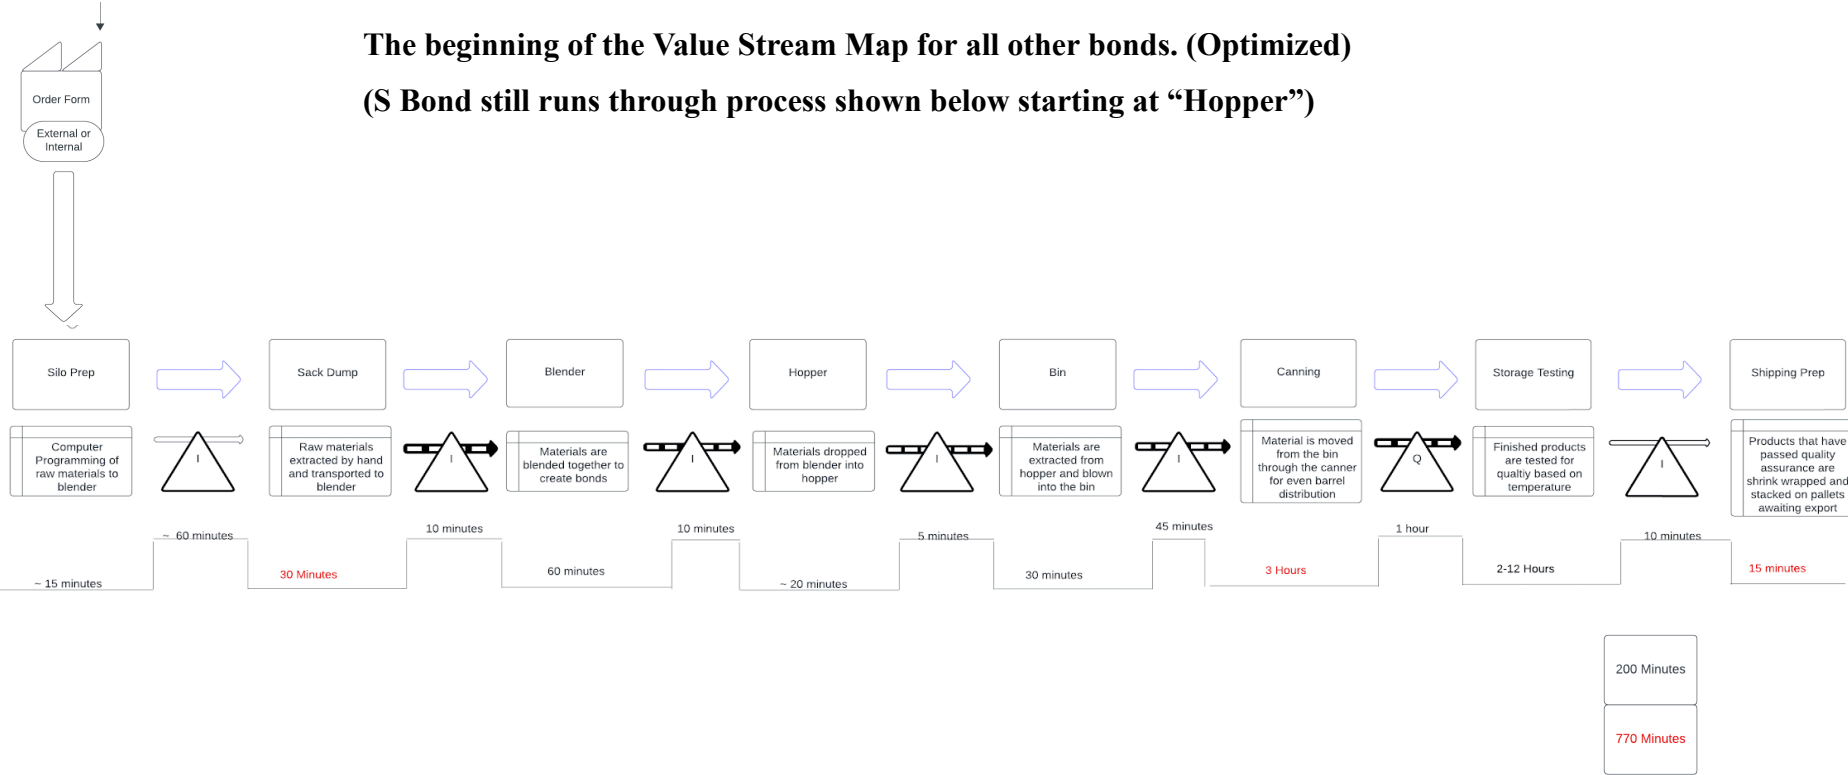 The beginning of the Value Stream Map for all other bonds. (Optimized)
(S Bond still runs through process shown below starting at “Hopper”)
Order Form
External or
Internal
Silo Prep
Sack Dump
Blender
Hopper
Bin
Canning
Storage Testing
Shipping Prep
Computer
Programming of
raw materials to
blender
I
Raw materials
extracted by hand
and transported to
blender
I
Materials are
blended together to
create bonds
I
Materials dropped
from blender into
hopper
I
Materials are
extracted from
hopper and blown
into the bin
I
Material is moved
from the bin
through the canner
for even barrel
distribution
Q
Finished products
are tested for
qualtiy based on
temperature
I
Products that have
passed quality
assurance are
shrink wrapped and
stacked on pallets
awaiting export
~ 15 minutes
~ 60 minutes
30 Minutes
10 minutes
60 minutes
10 minutes
~ 20 minutes
5 minutes
30 minutes
45 minutes
3 Hours
1 hour
2-12 Hours
10 minutes
15 minutes
200 Minutes
770 Minutes